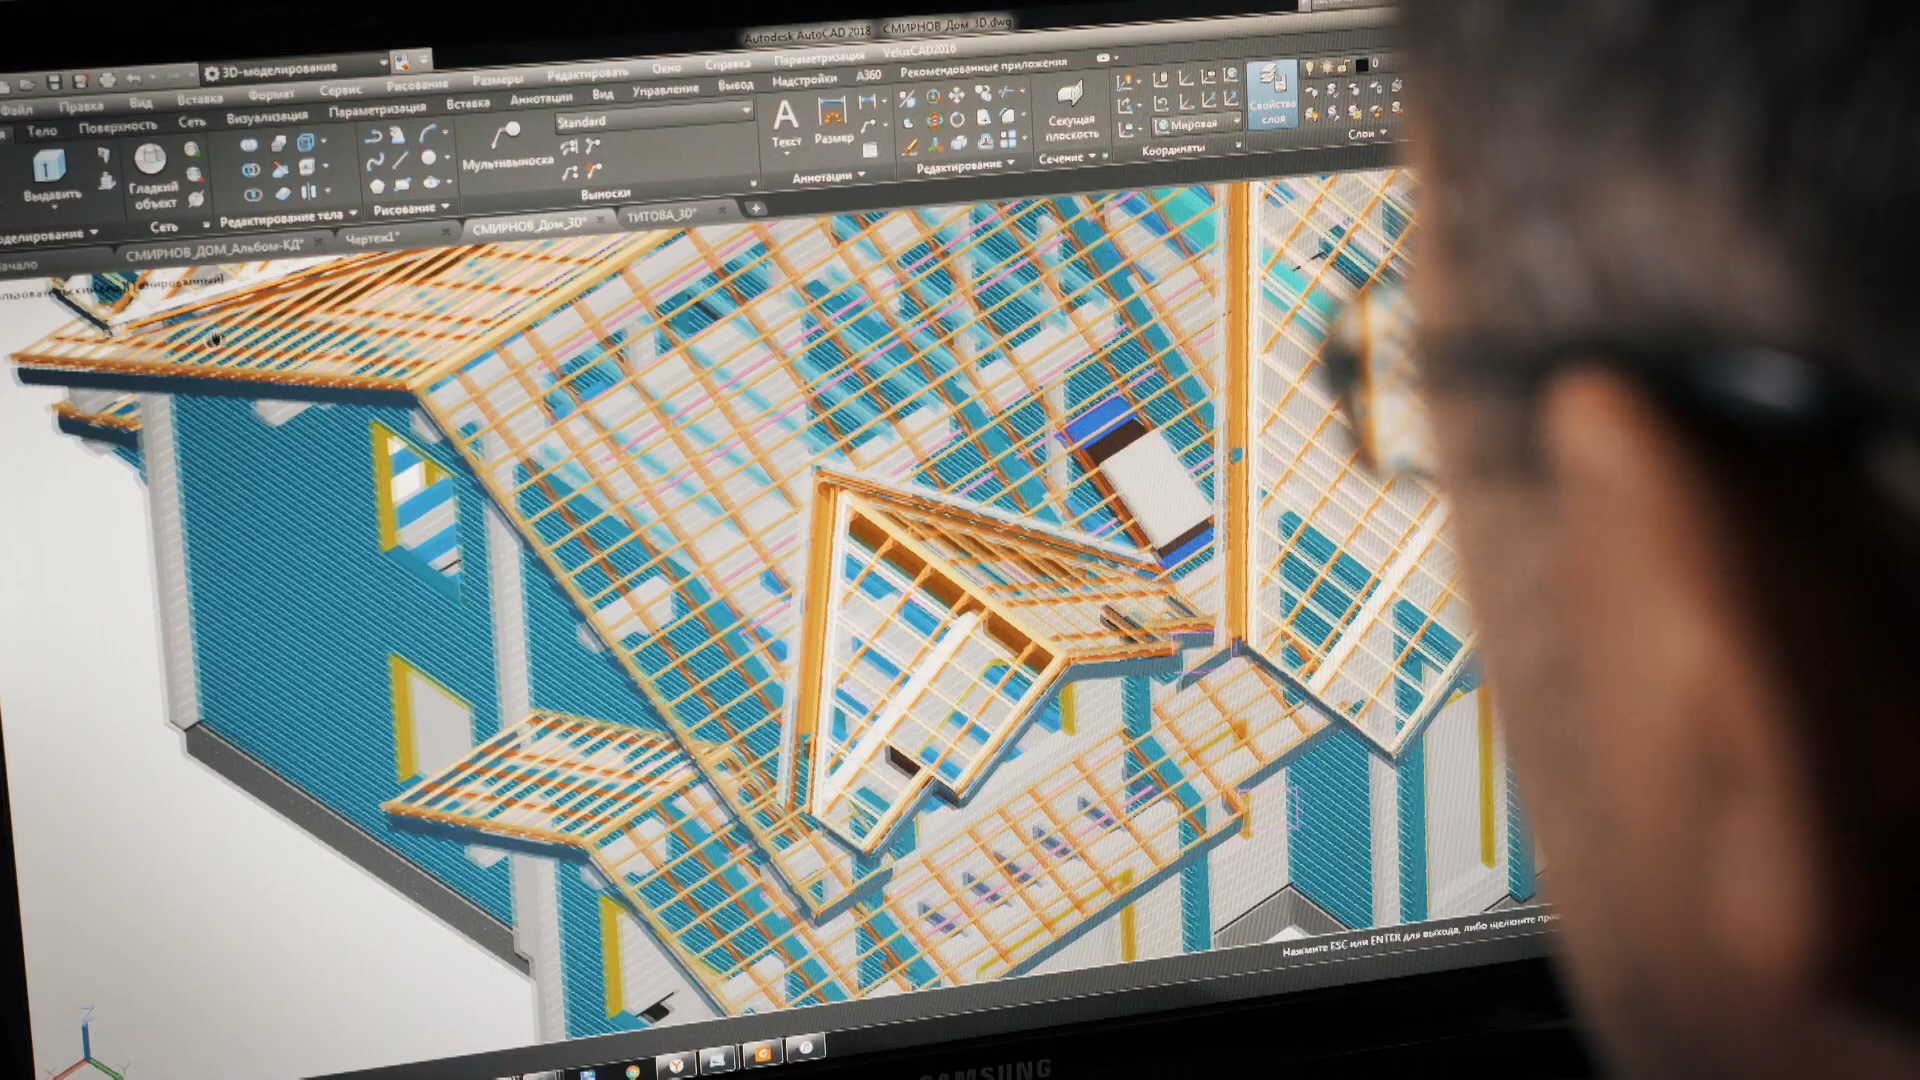 Autodesk AutoCAD 2018 СМИРНОВ_Дом_3D.dwg
3D-моделирование
Файл Правка Вид Вставка Формат Сервис Рисование Размеры Редактировать Окно Справка Параметризация VeluxCAD2016
Тело Поверхность Сеть Визуализация Параметризация Вставка Аннотации Вид Управление Вывод Надстройки A360 Рекомендованные приложения
Выдавить
Гладкий
объект
Мультивыноска
Standard
Текст
Размер
Секущая
плоскость
Мировая
Свойства
слоя
0
Сеть
Редактирование тела
Рисование
Выноски
Аннотации
Редактирование
Сечение
Координаты
Слои
СМИРНОВ_ДОМ_Альбом-КД*
Чертеж1*
СМИРНОВ_Дом_3D*
ТИТОВА_3D*
Нажмите ESC или ENTER для выхода, либо щелкните
Z
SAMSUNG